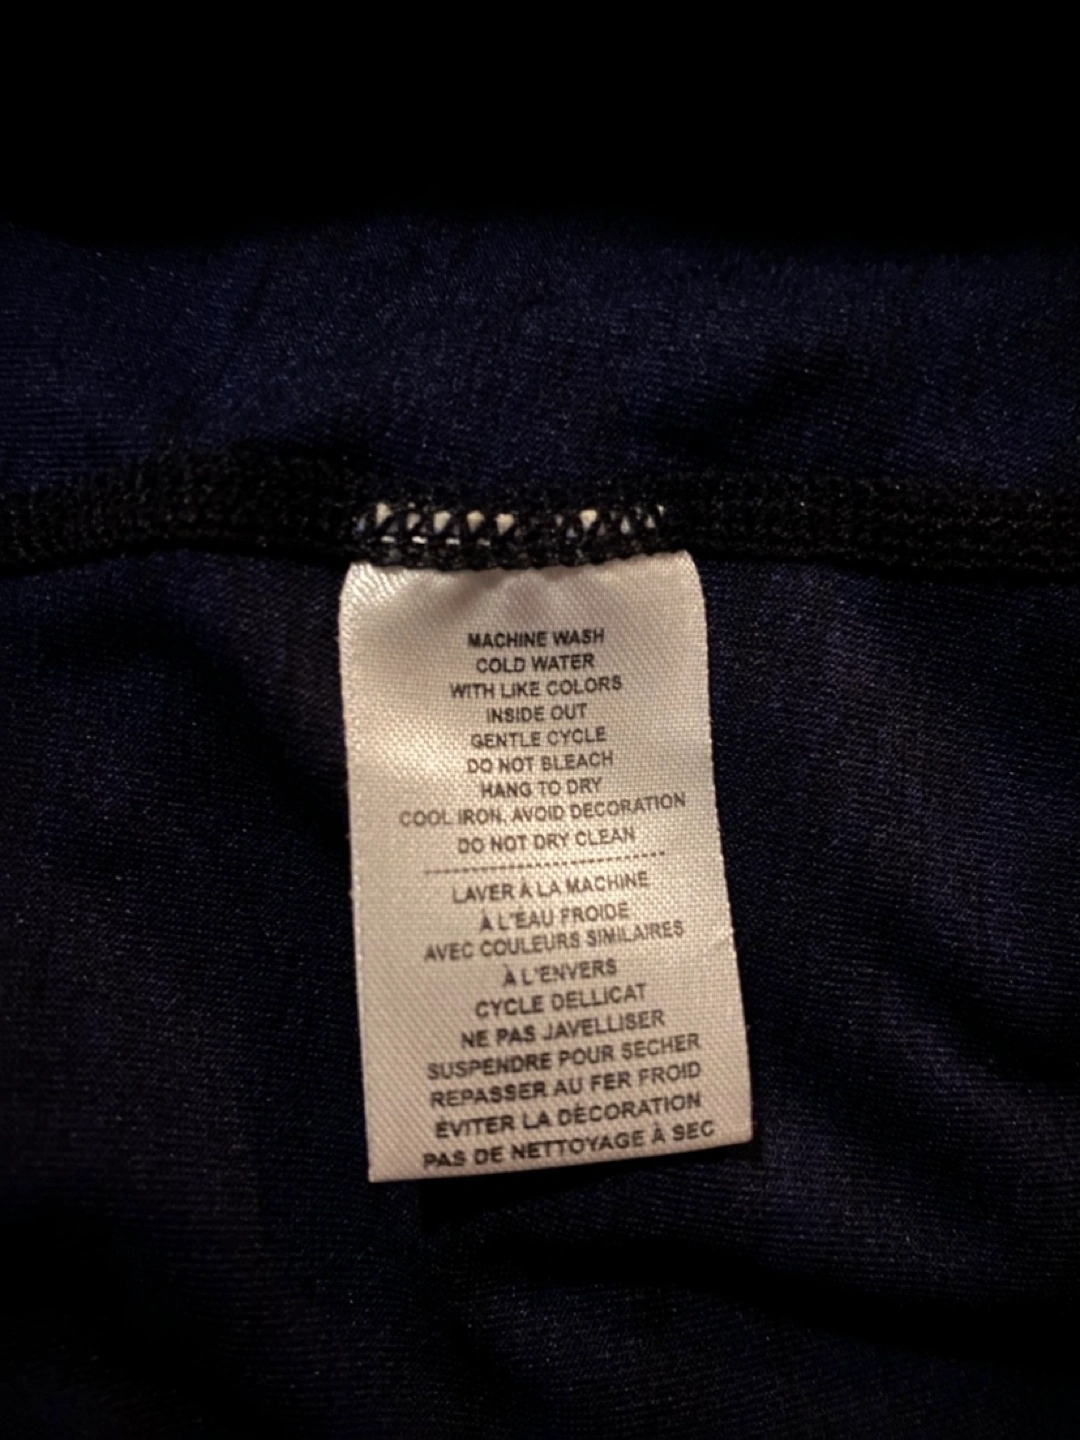 MACHINE WASH
COLD WATER
WITH LIKE COLORS
INSIDE OUT
GENTLE CYCLE
DO NOT BLEACH
HANG TO DRY
COOL IRON, AVOID DECORATION
DO NOT DRY CLEAN
--------------------------------
LAVER À LA MACHINE
À L'EAU FROIDE
AVEC COULEURS SIMILAIRES
À L'ENVERS
CYCLE DELLICAT
NE PAS JAVELLISER
SUSPENDRE POUR SECHER
REPASSER AU FER FROID
ÉVITER LA DÈCORATION
PAS DE NETTOYAGE À SEC